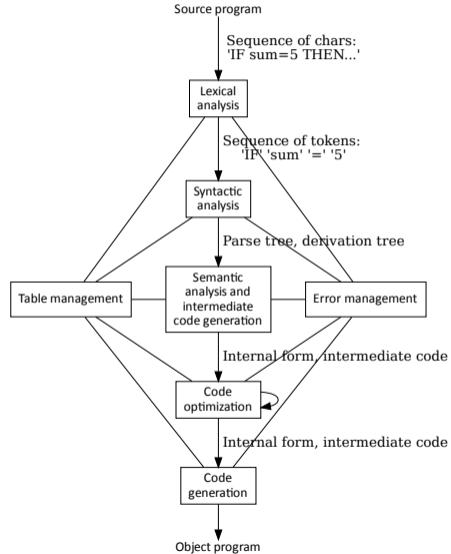 Source program
Sequence of chars:
'IF sum=5 THEN...'
Lexical
analysis
Sequence of tokens:
'IF' 'sum' '=' '5'
Syntactic
analysis
Parse tree, derivation tree
Table management
Semantic
analysis and
intermediate
code generation
Error management
Internal form, intermediate code
Code
optimization
Internal form, intermediate code
Code
generation
Object program